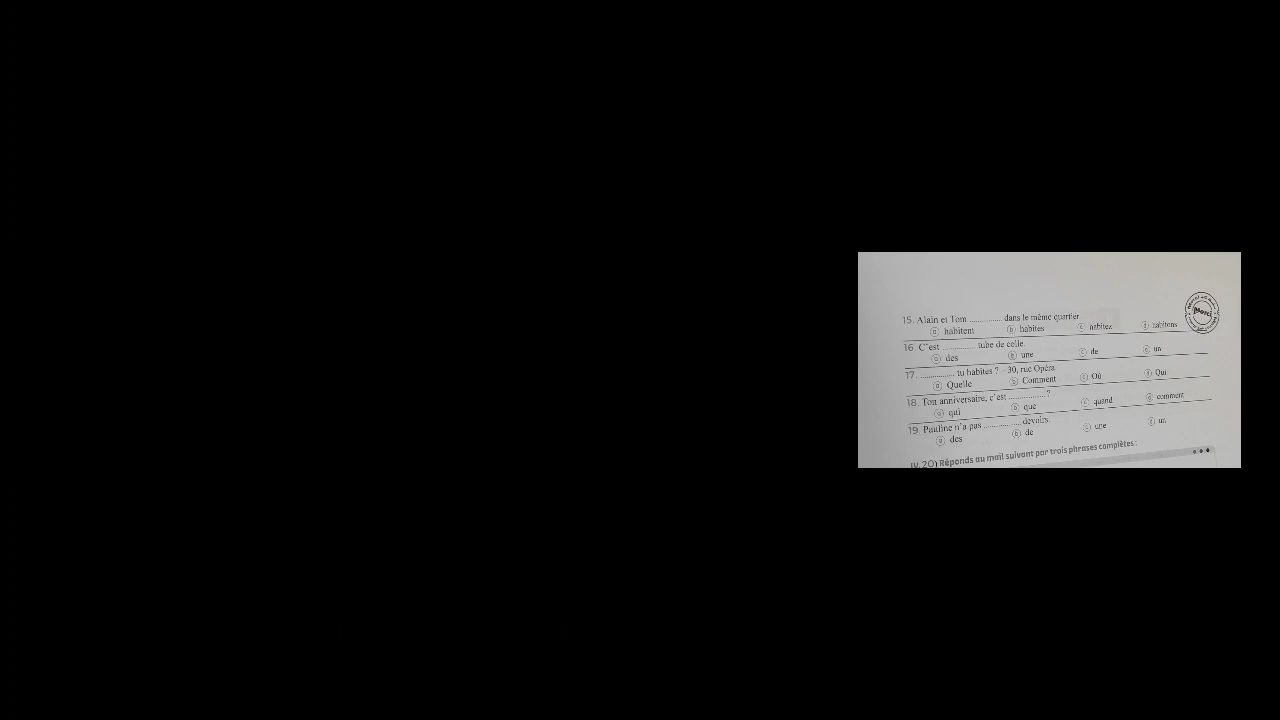 15. Alain et Tom ............... dans le même quartier.
a habitent b habites c habitez d habitons
16. C'est ............... tube de colle.
a des b une c de d un
17. ................ tu habites ? - 30, rue Opéra.
a Quelle b Comment c Où d Qui
18. Ton anniversaire, c'est ................. ?
a qui b que c quand d comment
19. Pauline n'a pas ................. devoirs.
a des b de c une d un
IV. 20) Réponds au mail suivant par trois phrases complètes :
Merci